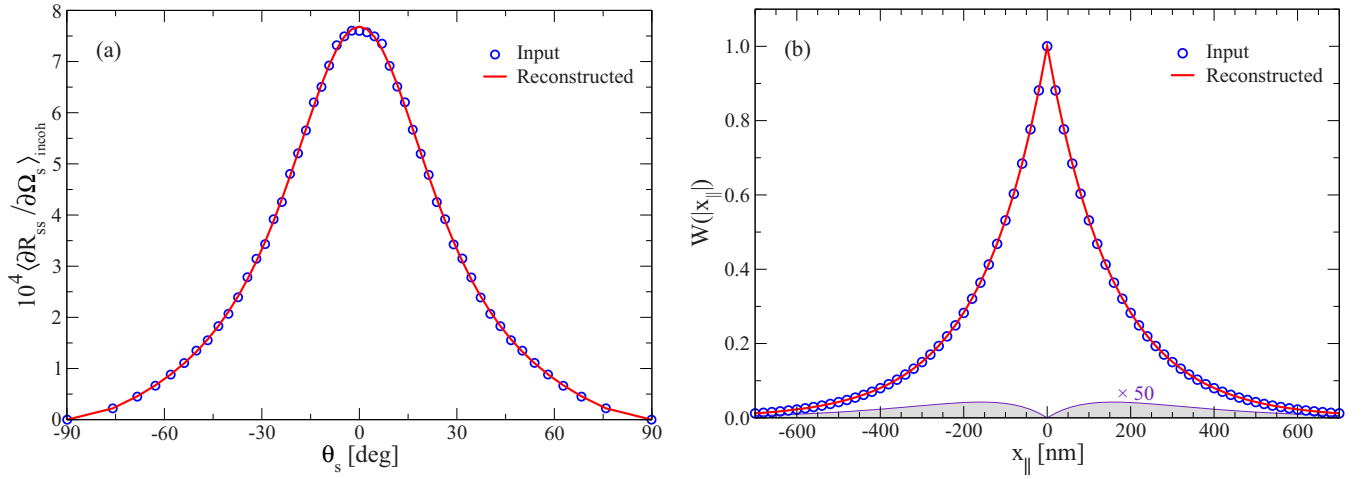 (a)
Input
Reconstructed
10⁴⟨∂R_ss/∂Ω_s⟩_incoh
8
7
6
5
4
3
2
1
0
-90 -60 -30 0 30 60 90
θ_s [deg]
(b)
Input
Reconstructed
W(|x_∥|)
1.0
0.8
0.6
0.4
0.2
0.0
× 50
-600 -400 -200 0 200 400 600
x_∥ [nm]